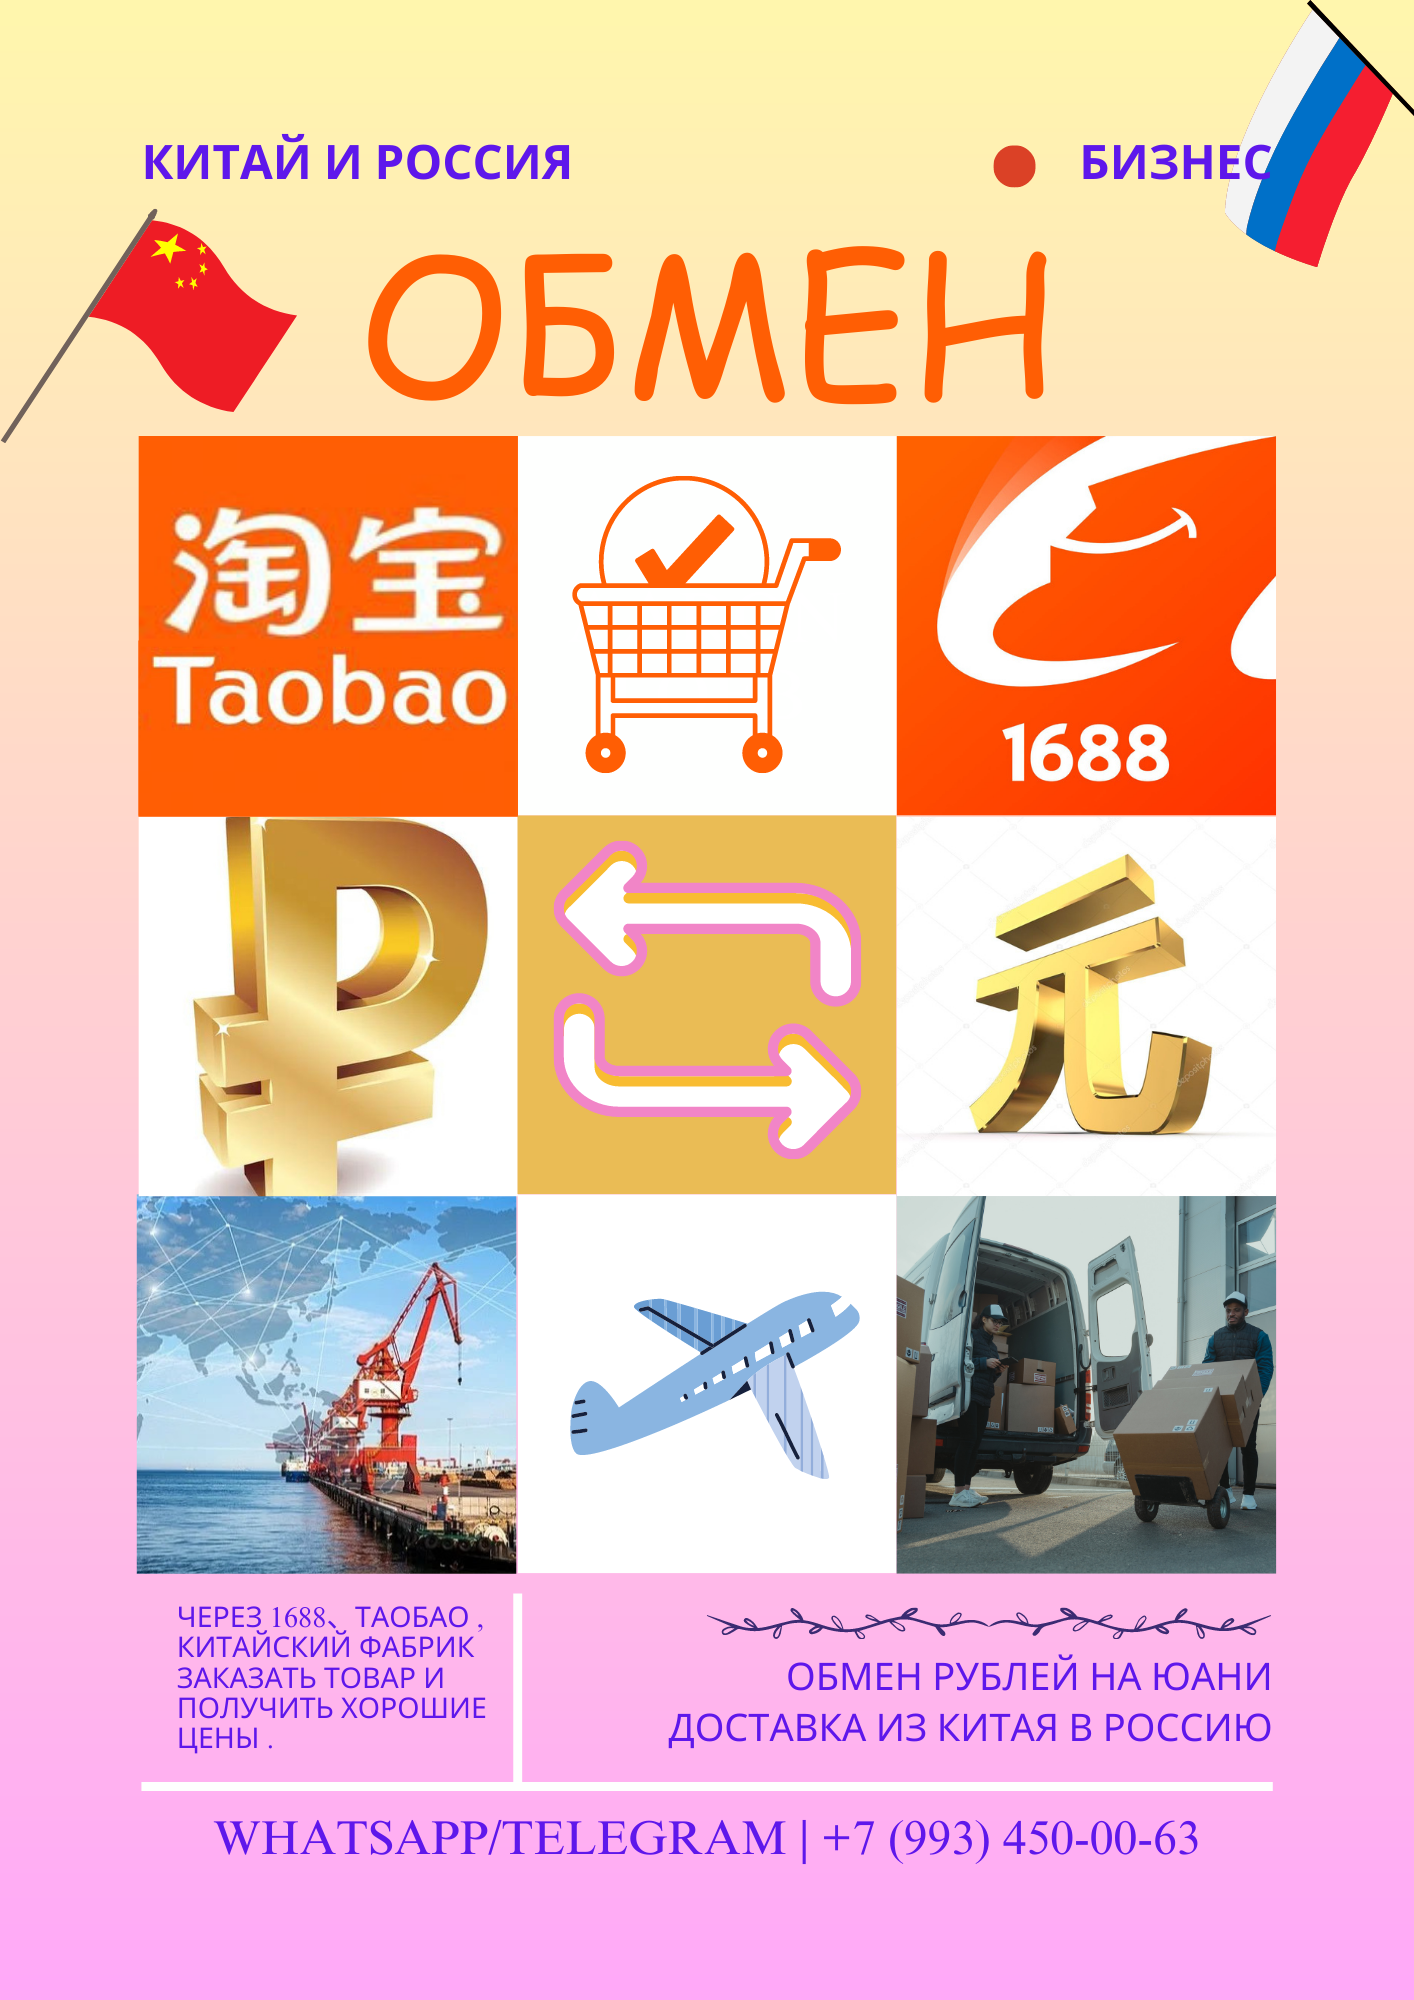 КИТАЙ И РОССИЯ
БИЗНЕС
ОБМЕН
淘宝
Taobao
1688
元
ЧЕРЕЗ 1688、 ТАОБАО ,
КИТАЙСКИЙ ФАБРИК
ЗАКАЗАТЬ ТОВАР И
ПОЛУЧИТЬ ХОРОШИЕ
ЦЕНЫ .
ОБМЕН РУБЛЕЙ НА ЮАНИ
ДОСТАВКА ИЗ КИТАЯ В РОССИЮ
WHATSAPP/TELEGRAM | +7 (993) 450-00-63